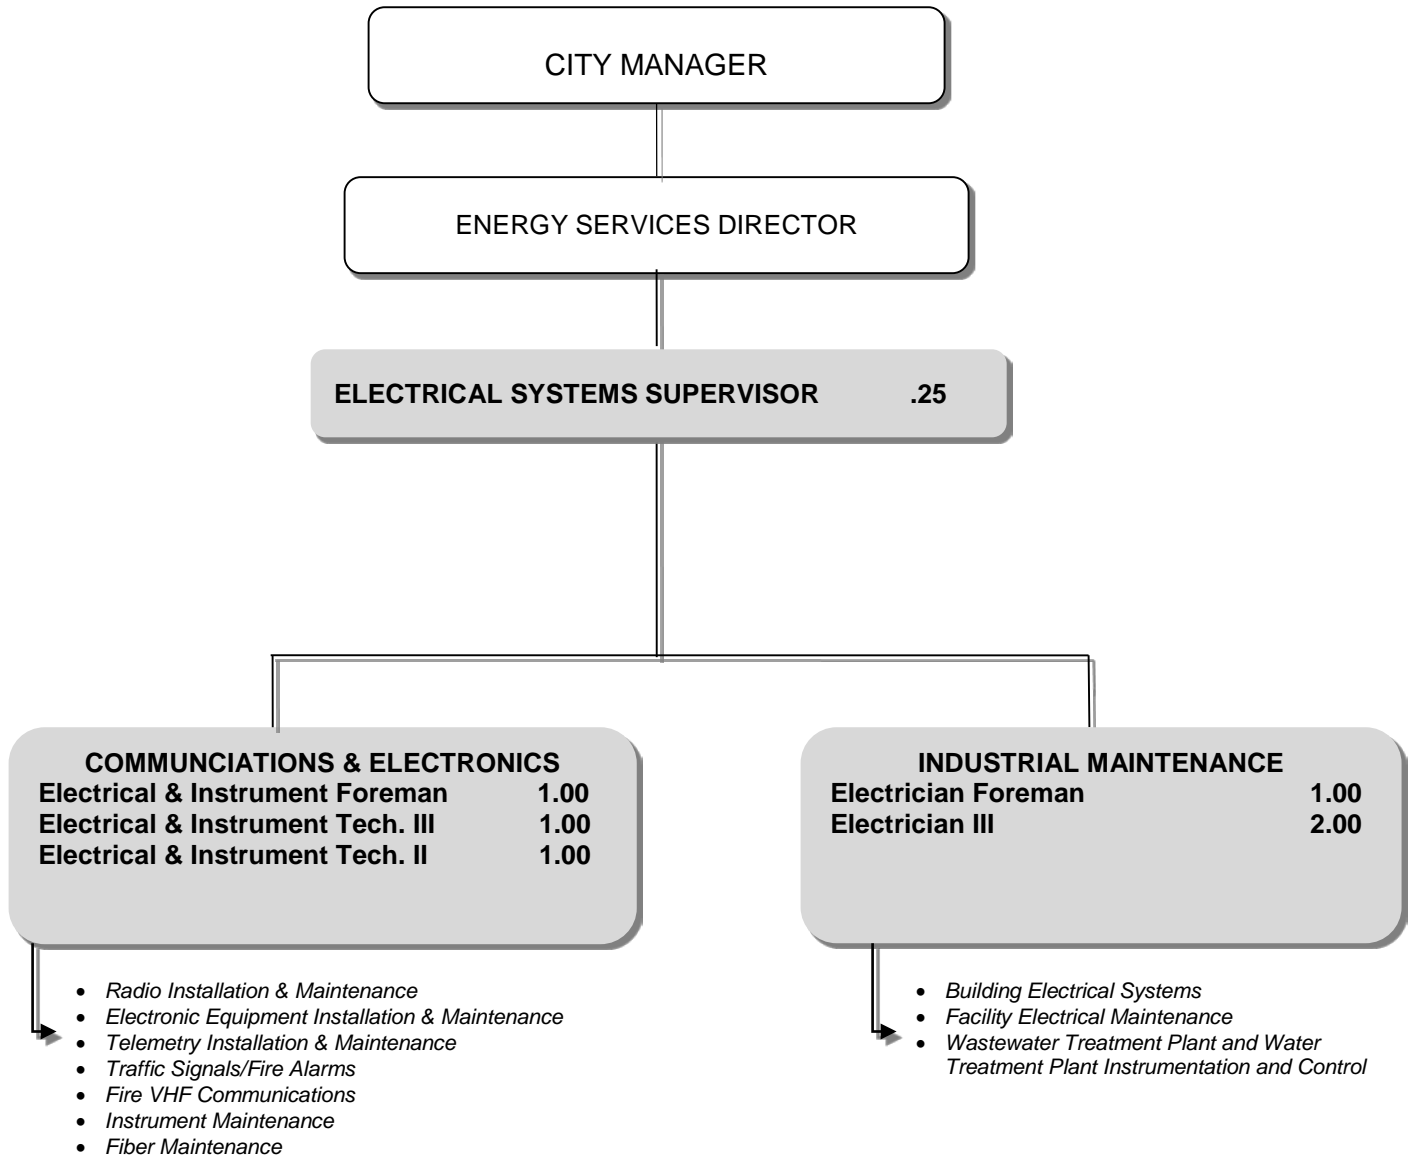 CITY MANAGER
ENERGY SERVICES DIRECTOR
ELECTRICAL SYSTEMS SUPERVISOR .25
COMMUNCIATIONS & ELECTRONICS
Electrical & Instrument Foreman 1.00
Electrical & Instrument Tech. III 1.00
Electrical & Instrument Tech. II 1.00
• Radio Installation & Maintenance
• Electronic Equipment Installation & Maintenance
• Telemetry Installation & Maintenance
• Traffic Signals/Fire Alarms
• Fire VHF Communications
• Instrument Maintenance
• Fiber Maintenance
INDUSTRIAL MAINTENANCE
Electrician Foreman 1.00
Electrician III 2.00
• Building Electrical Systems
• Facility Electrical Maintenance
• Wastewater Treatment Plant and Water
Treatment Plant Instrumentation and Control